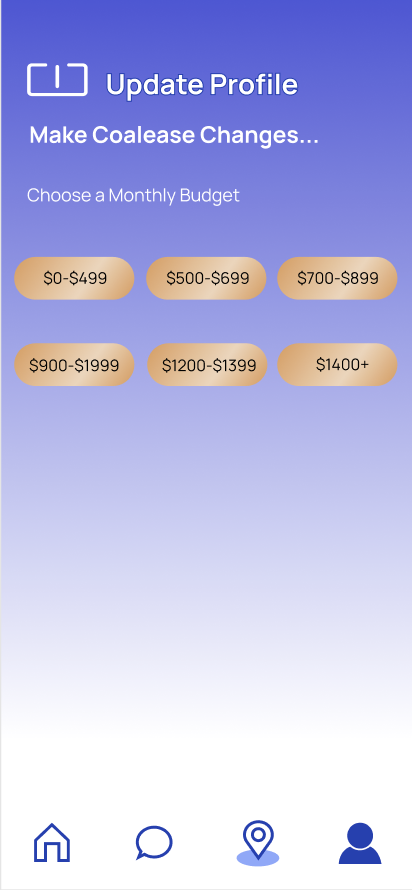 Update Profile
Make Coalease Changes...
Choose a Monthly Budget
$0-$499 $500-$699 $700-$899
$900-$1999 $1200-$1399 $1400+